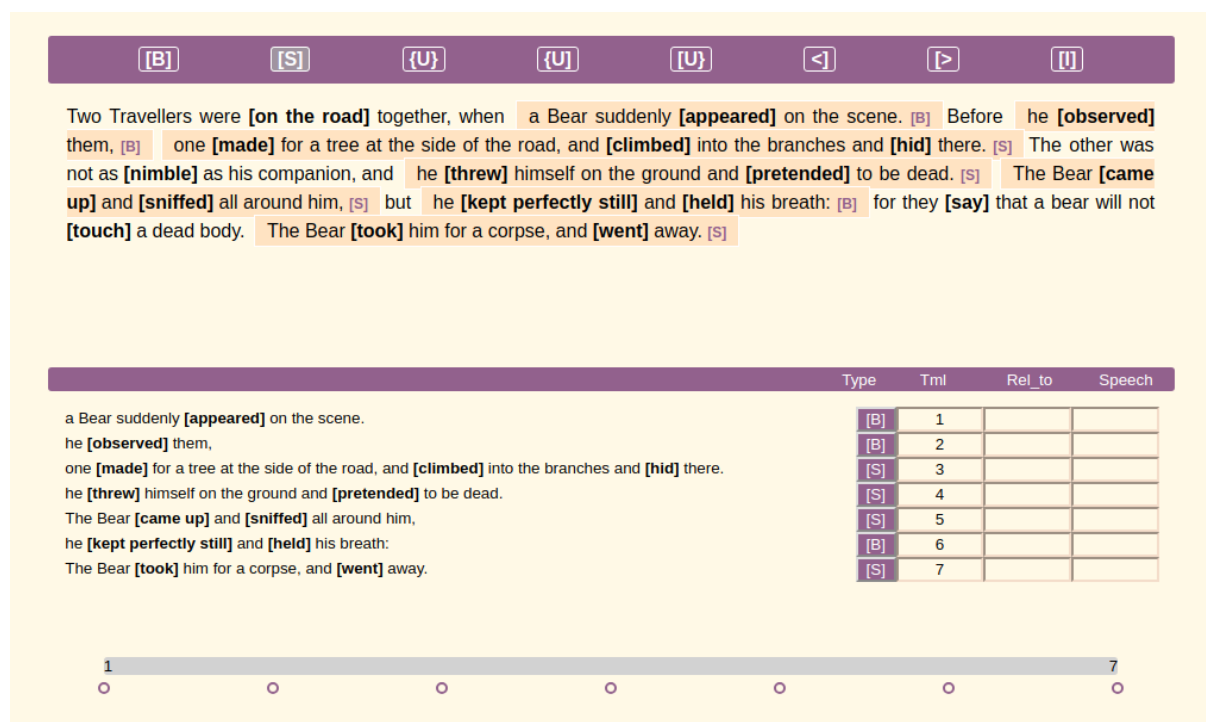 [B] [S] {U} {U] [U} <] [> [I]
Two Travellers were [on the road] together, when a Bear suddenly [appeared] on the scene. [B] Before he [observed]
them, [B] one [made] for a tree at the side of the road, and [climbed] into the branches and [hid] there. [S] The other was
not as [nimble] as his companion, and he [threw] himself on the ground and [pretended] to be dead. [S] The Bear [came
up] and [sniffed] all around him, [S] but he [kept perfectly still] and [held] his breath: [B] for they [say] that a bear will not
[touch] a dead body. The Bear [took] him for a corpse, and [went] away. [S]
Type Tml Rel_to Speech
a Bear suddenly [appeared] on the scene. [B] 1
he [observed] them, [B] 2
one [made] for a tree at the side of the road, and [climbed] into the branches and [hid] there. [S] 3
he [threw] himself on the ground and [pretended] to be dead. [S] 4
The Bear [came up] and [sniffed] all around him, [S] 5
he [kept perfectly still] and [held] his breath: [B] 6
The Bear [took] him for a corpse, and [went] away. [S] 7
1 7